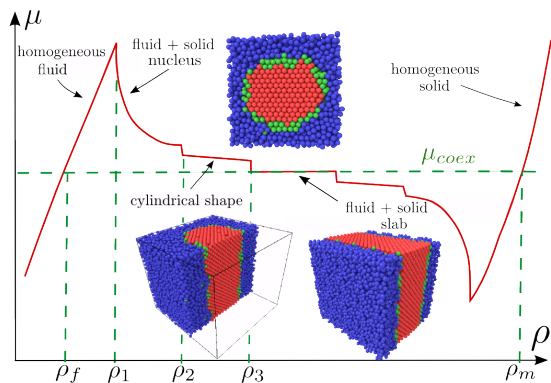 μ
homogeneous
fluid
fluid + solid
nucleus
homogeneous
solid
μcoex
cylindrical shape
fluid + solid
slab
ρ
ρf
ρ1
ρ2
ρ3
ρm